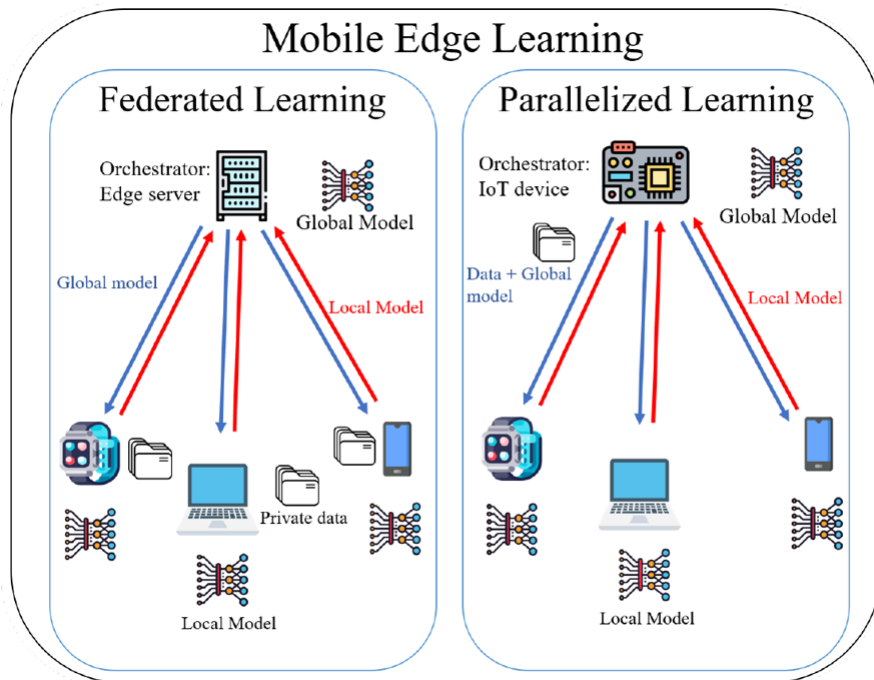 Mobile Edge Learning
Federated Learning
Orchestrator:
Edge server
Global Model
Global model
Local Model
Private data
Local Model
Parallelized Learning
Orchestrator:
IoT device
Global Model
Data + Global
model
Local Model
Local Model